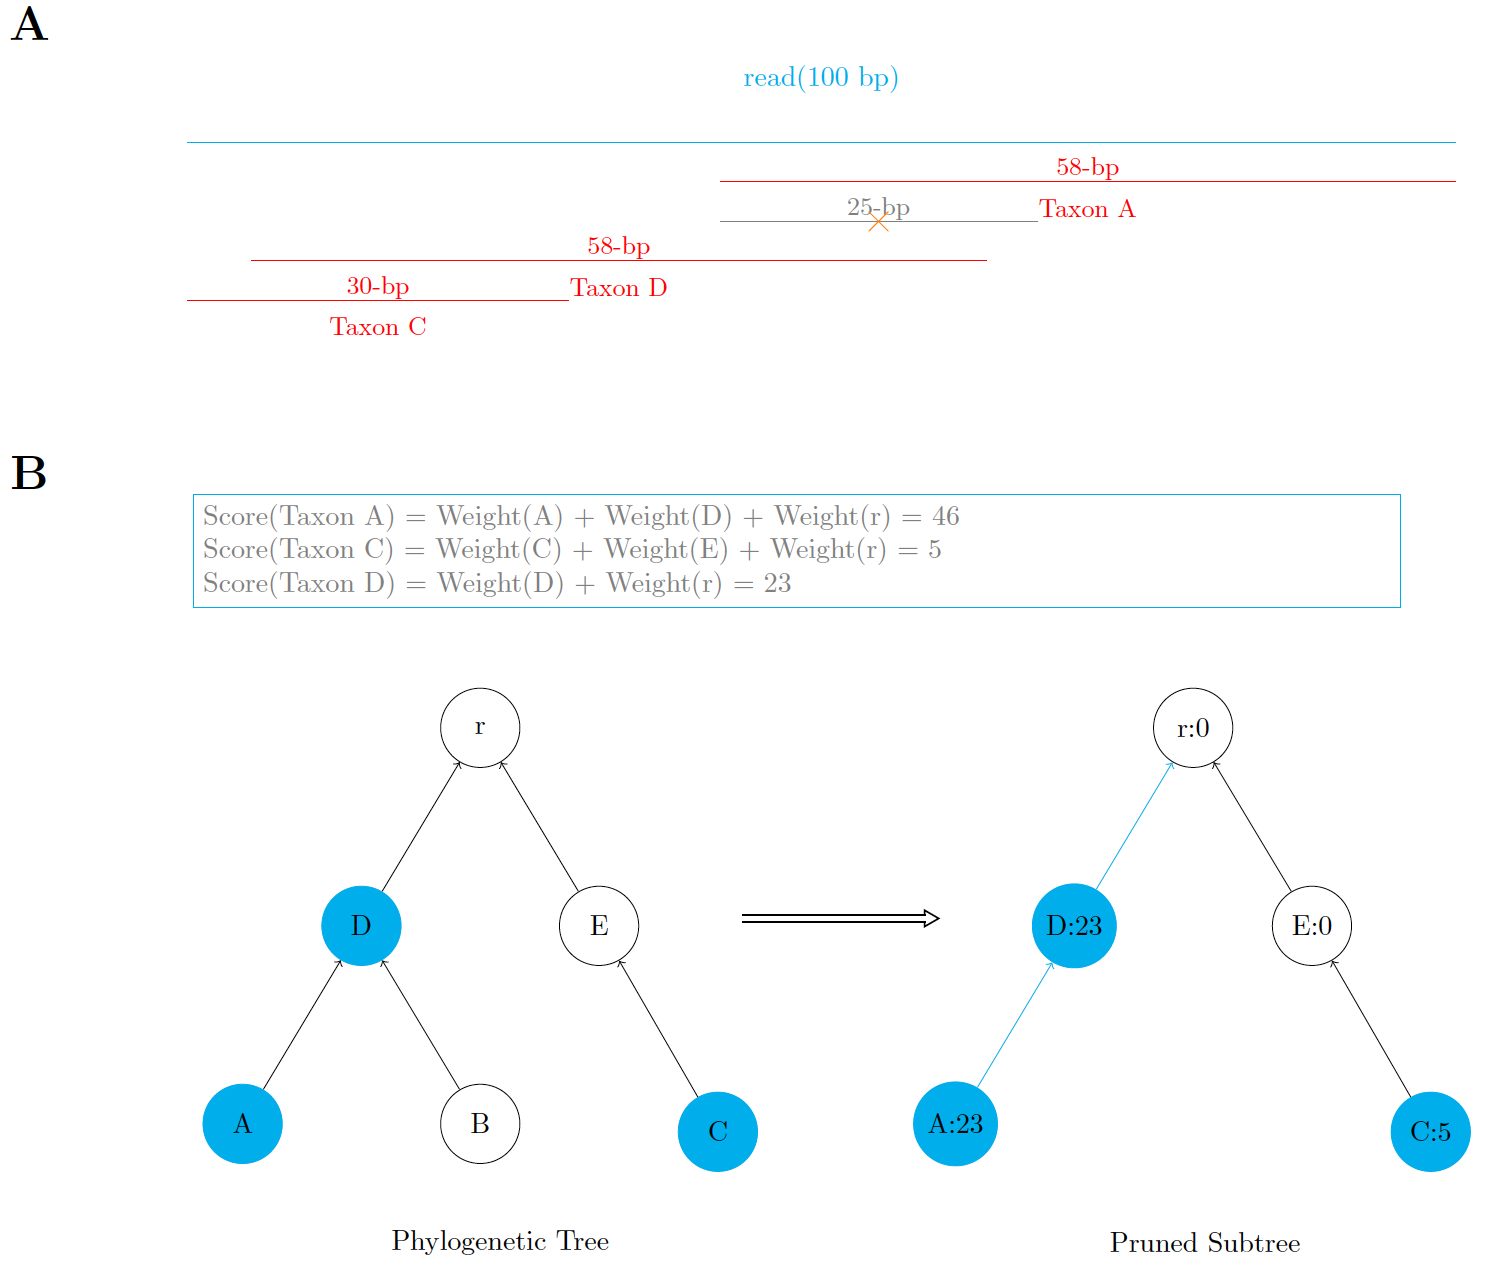 A
read(100 bp)
58-bp
25-bp
Taxon A
58-bp
30-bp
Taxon D
Taxon C
B
Score(Taxon A) = Weight(A) + Weight(D) + Weight(r) = 46
Score(Taxon C) = Weight(C) + Weight(E) + Weight(r) = 5
Score(Taxon D) = Weight(D) + Weight(r) = 23
r
r:0
D
E
D:23
E:0
A
B
C
A:23
C:5
Phylogenetic Tree
Pruned Subtree